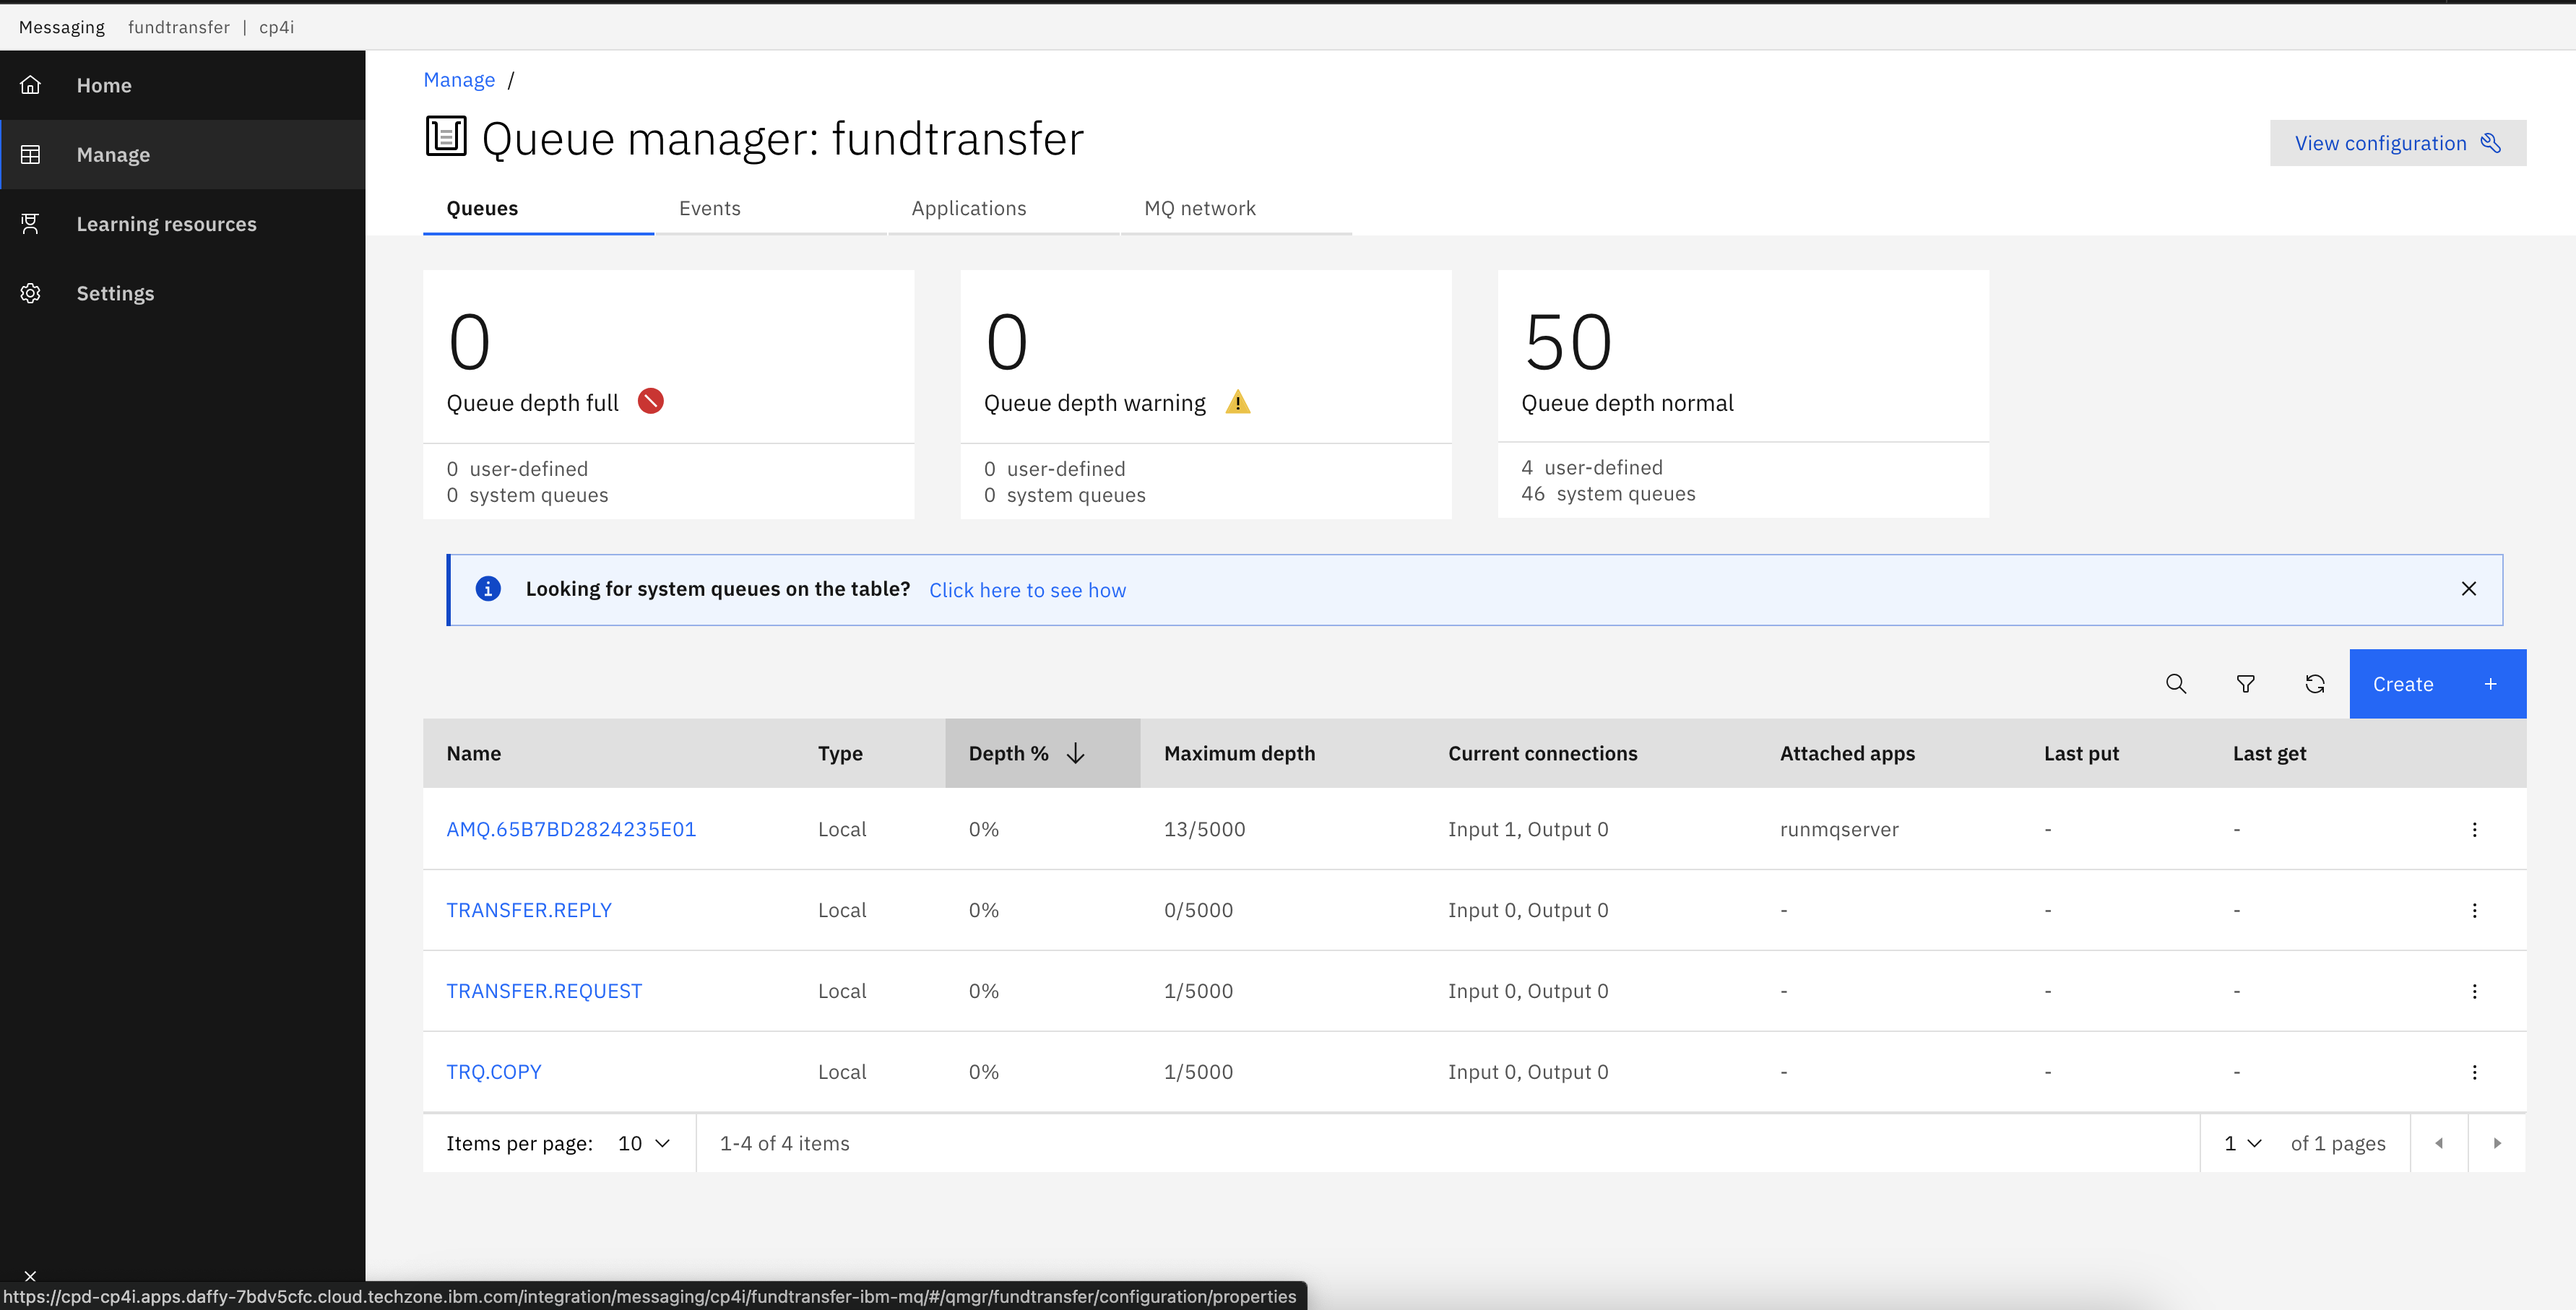 Messaging fundtransfer | cp4i
Home
Manage
Learning resources
Settings
Manage /
Queue manager: fundtransfer
View configuration
Queues Events Applications MQ network
0
Queue depth full
0 user-defined
0 system queues
0
Queue depth warning
0 user-defined
0 system queues
50
Queue depth normal
4 user-defined
46 system queues
Looking for system queues on the table? Click here to see how
Create +
Name Type Depth % Maximum depth Current connections Attached apps Last put Last get
AMQ.65B7BD2824235E01 Local 0% 13/5000 Input 1, Output 0 runmqserver - -
TRANSFER.REPLY Local 0% 0/5000 Input 0, Output 0 - - -
TRANSFER.REQUEST Local 0% 1/5000 Input 0, Output 0 - - -
TRQ.COPY Local 0% 1/5000 Input 0, Output 0 - - -
Items per page: 10 1-4 of 4 items 1 of 1 pages
https://cpd-cp4i.apps.daffy-7bdv5cfc.cloud.techzone.ibm.com/integration/messaging/cp4i/fundtransfer-ibm-mq/#/qmgr/fundtransfer/configuration/properties